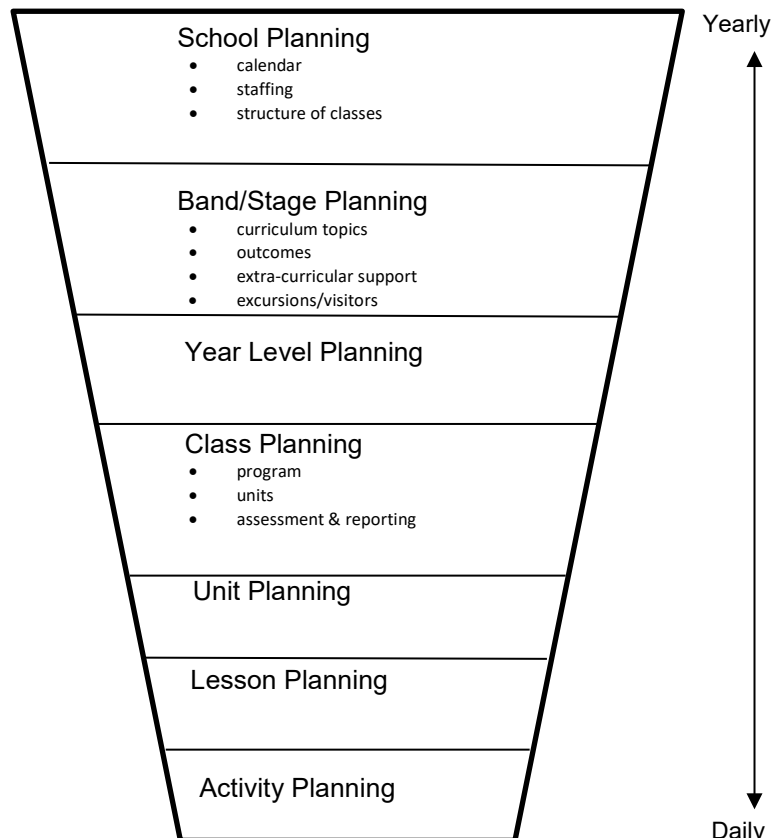 Yearly
School Planning
• calendar
• staffing
• structure of classes
Band/Stage Planning
• curriculum topics
• outcomes
• extra-curricular support
• excursions/visitors
Year Level Planning
Class Planning
• program
• units
• assessment & reporting
Unit Planning
Lesson Planning
Activity Planning
Daily